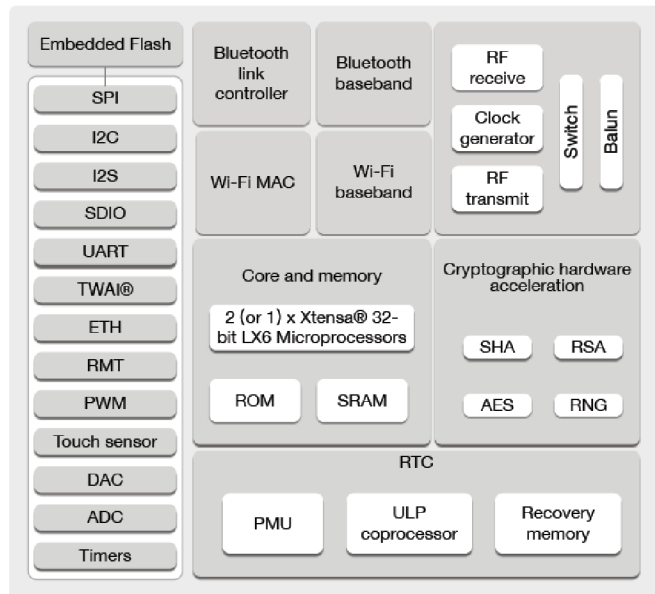 Embedded Flash
SPI
I2C
I2S
SDIO
UART
TWAI®
ETH
RMT
PWM
Touch sensor
DAC
ADC
Timers
Bluetooth
link
controller
Bluetooth
baseband
Wi-Fi MAC
Wi-Fi
baseband
RF
receive
Clock
generator
RF
transmit
Switch
Balun
Core and memory
2 (or 1) x Xtensa® 32-
bit LX6 Microprocessors
ROM
SRAM
Cryptographic hardware
acceleration
SHA
RSA
AES
RNG
RTC
PMU
ULP
coprocessor
Recovery
memory